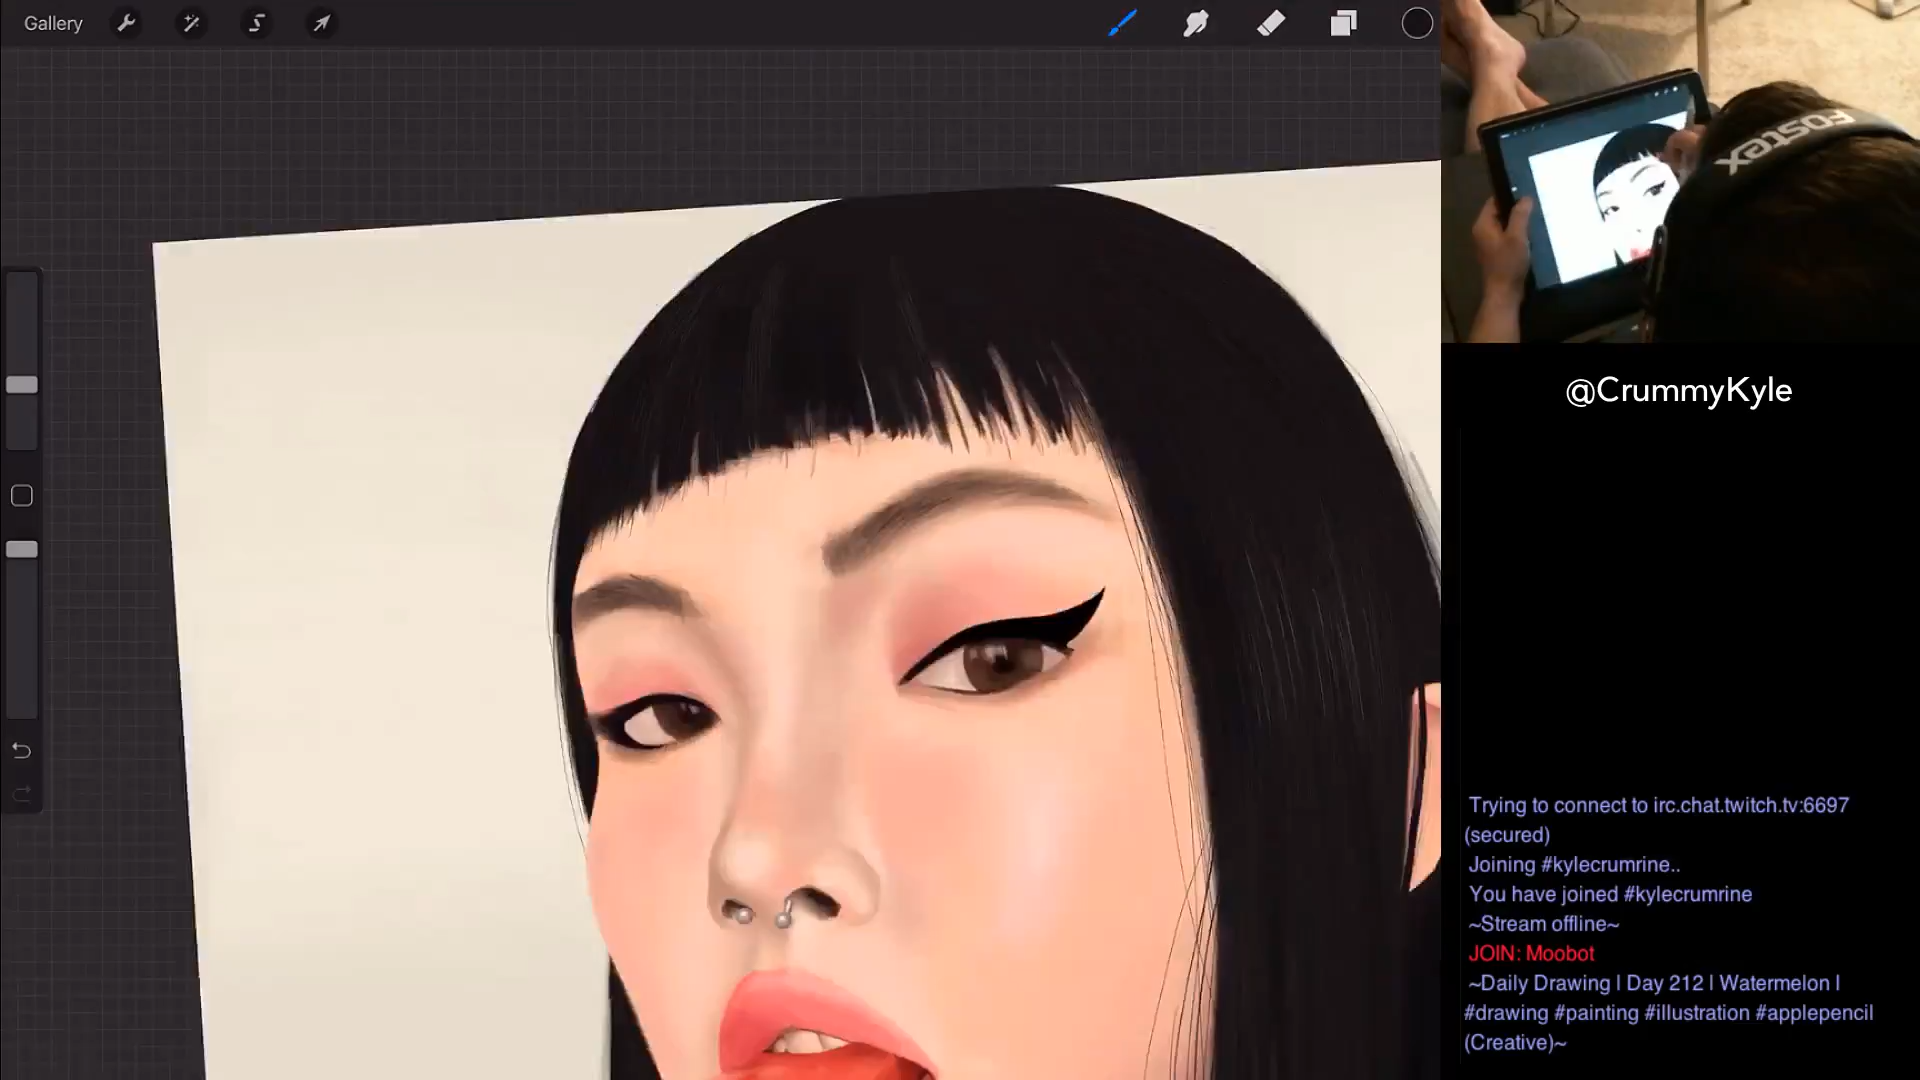 Gallery
Fostex
@CrummyKyle
Trying to connect to irc.chat.twitch.tv:6697
(secured)
Joining #kylecrumrine..
You have joined #kylecrumrine
~Stream offline~
JOIN: Moobot
~Daily Drawing | Day 212 | Watermelon |
#drawing #painting #illustration #applepencil
(Creative)~